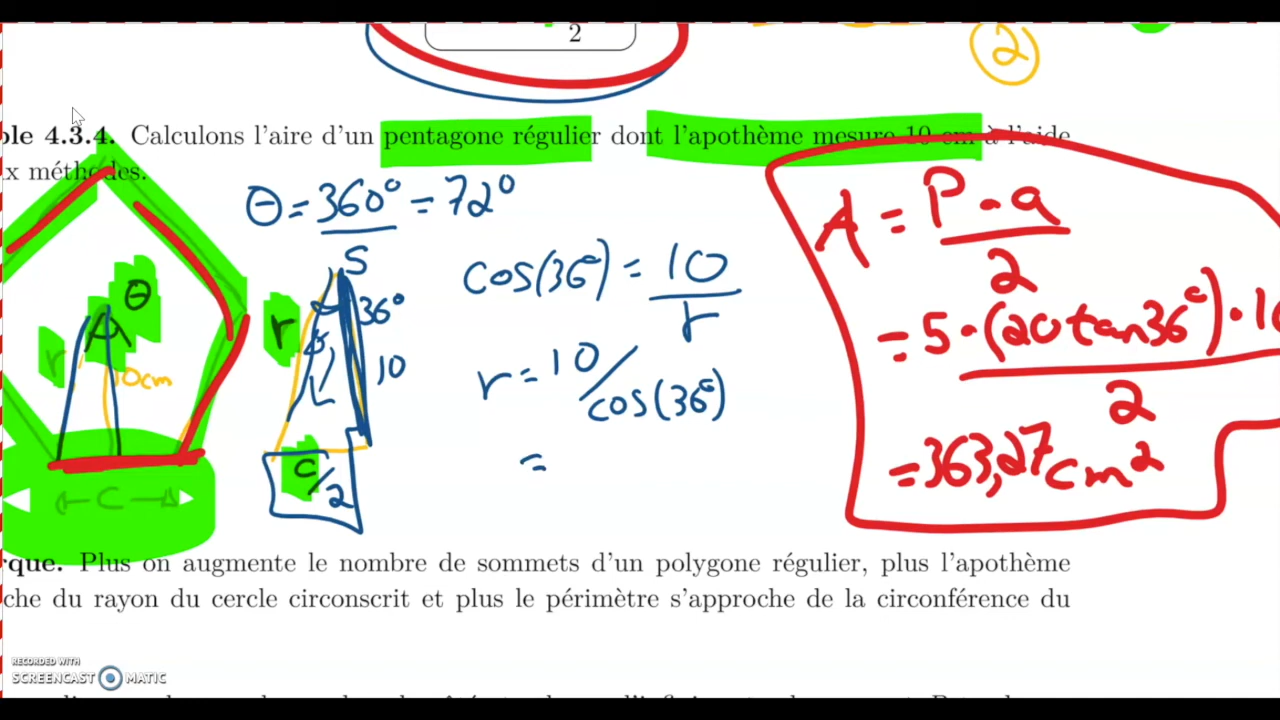 2
2
ble 4.3.4. Calculons l'aire d'un pentagone régulier dont l'apothème mesure 10 cm à l'aide
x méthodes.
θ = 360° = 72°
5
θ
r
10cm
← C →
r
36°
10
c/2
cos(36°) = 10
r
r = 10/cos(36°)
=
A = P · a
2
= 5 · (20 tan 36°) · 10
2
= 363,27 cm²
que. Plus on augmente le nombre de sommets d'un polygone régulier, plus l'apothème
che du rayon du cercle circonscrit et plus le périmètre s'approche de la circonférence du
RECORDED WITH
SCREENCAST MATIC